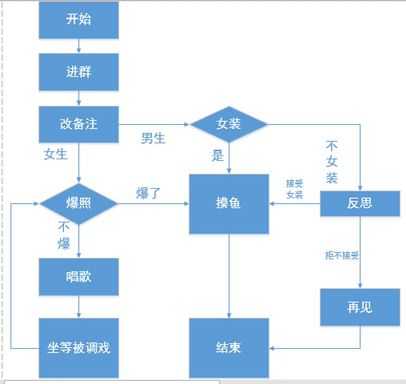 开始
进群
改备注
男生
女装
女生
是
不
女
装
爆照
爆了
摸鱼
接受
女装
反思
不
爆
拒不接受
唱歌
再见
坐等被调戏
结束